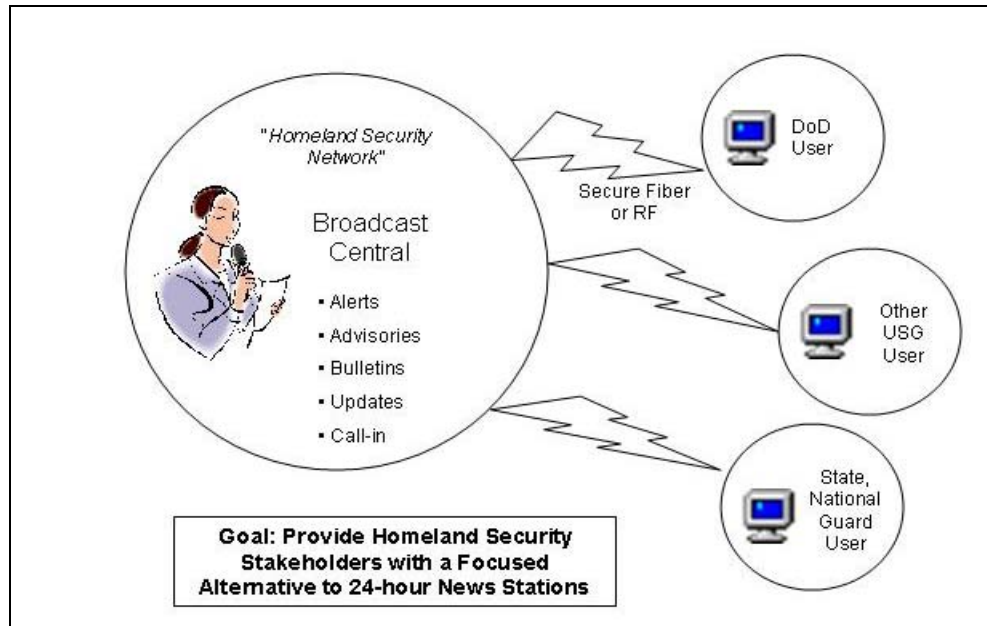 "Homeland Security
Network"
Broadcast
Central
▪ Alerts
▪ Advisories
▪ Bulletins
▪ Updates
▪ Call-in
Secure Fiber
or RF
DoD
User
Other
USG
User
State,
National
Guard
User
Goal: Provide Homeland Security
Stakeholders with a Focused
Alternative to 24-hour News Stations